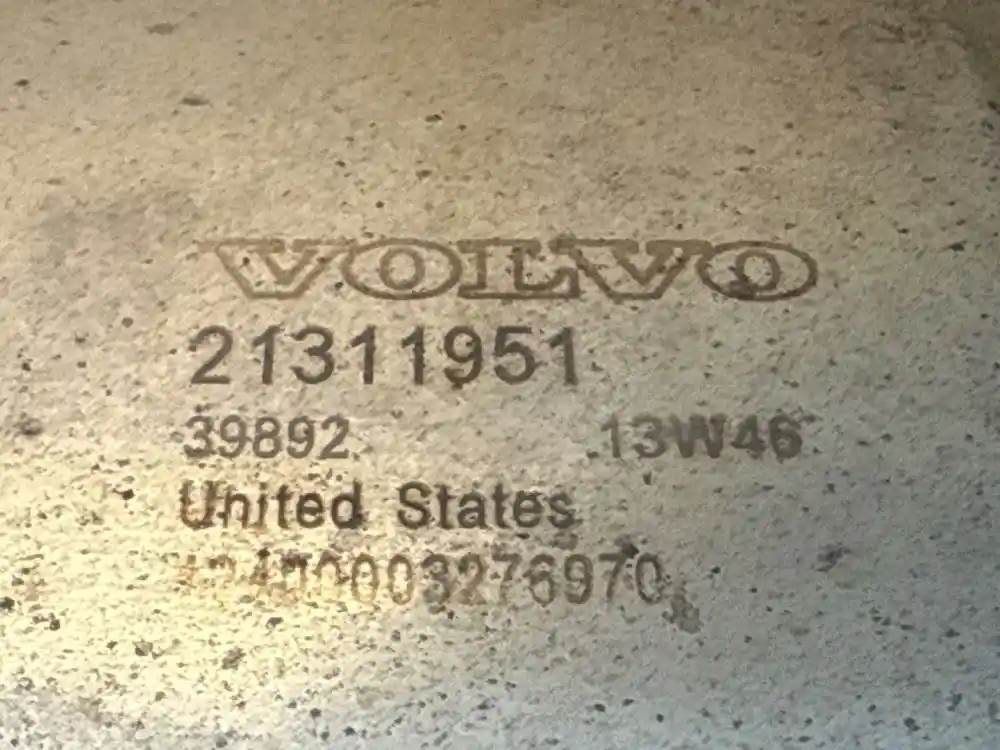 VOLVO
21311951
39892 13W46
United States